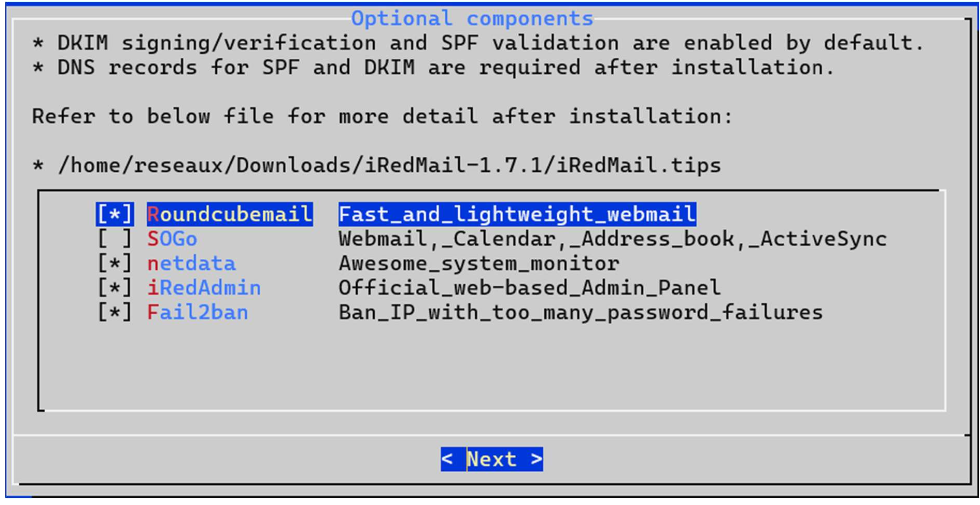 Optional components
* DKIM signing/verification and SPF validation are enabled by default.
* DNS records for SPF and DKIM are required after installation.
Refer to below file for more detail after installation:
* /home/reseaux/Downloads/iRedMail-1.7.1/iRedMail.tips
[*] Roundcubemail Fast_and_lightweight_webmail
[ ] SOGo Webmail,_Calendar,_Address_book,_ActiveSync
[*] netdata Awesome_system_monitor
[*] iRedAdmin Official_web-based_Admin_Panel
[*] Fail2ban Ban_IP_with_too_many_password_failures
< Next >